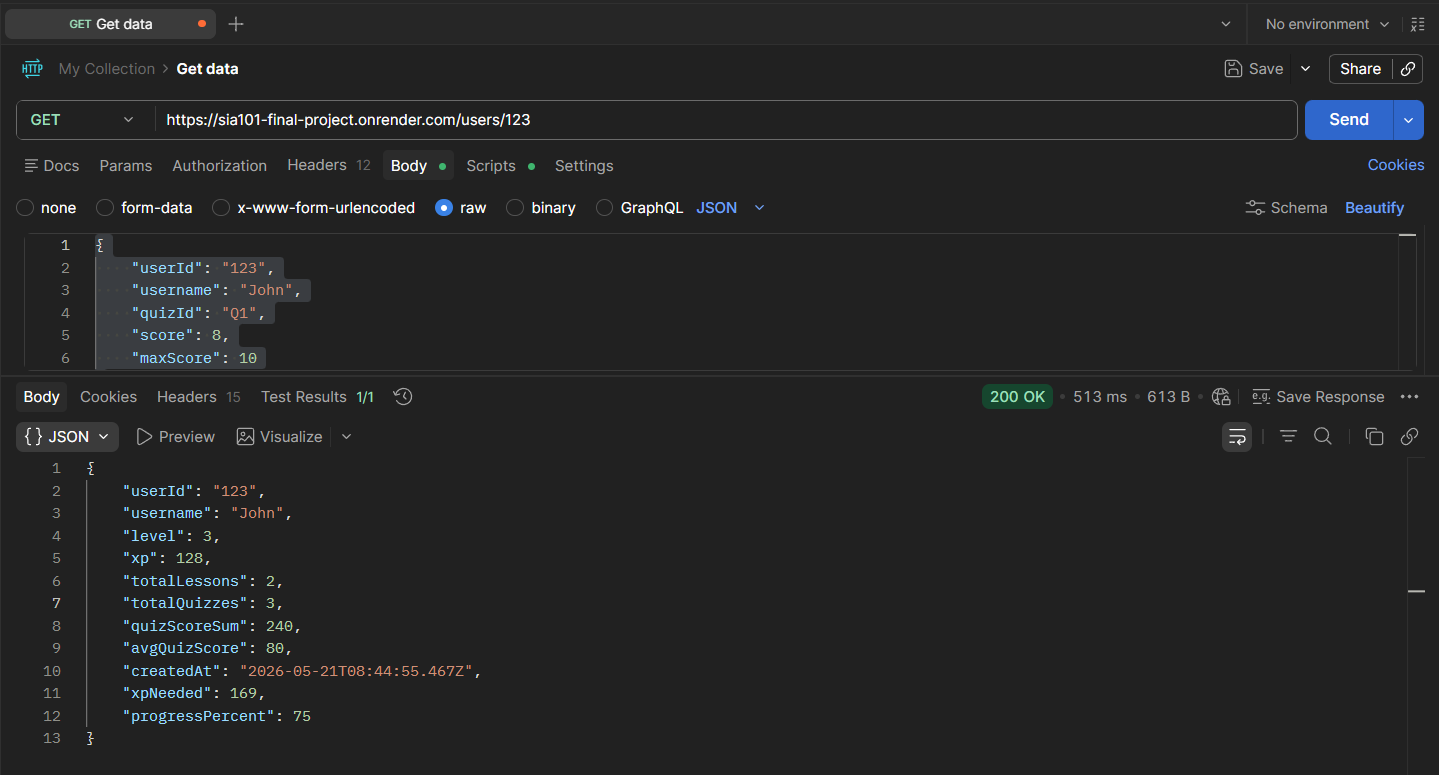 GET Get data
No environment
HTTP My Collection > Get data Save Share
GET https://sia101-final-project.onrender.com/users/123 Send
Docs Params Authorization Headers 12 Body Scripts Settings Cookies
none form-data x-www-form-urlencoded raw binary GraphQL JSON Schema Beautify
1 {
2 "userId": "123",
3 "username": "John",
4 "quizId": "Q1",
5 "score": 8,
6 "maxScore": 10
Body Cookies Headers 15 Test Results 1/1 200 OK • 513 ms • 613 B • e.g. Save Response
{} JSON Preview Visualize
1 {
2 "userId": "123",
3 "username": "John",
4 "level": 3,
5 "xp": 128,
6 "totalLessons": 2,
7 "totalQuizzes": 3,
8 "quizScoreSum": 240,
9 "avgQuizScore": 80,
10 "createdAt": "2026-05-21T08:44:55.467Z",
11 "xpNeeded": 169,
12 "progressPercent": 75
13 }